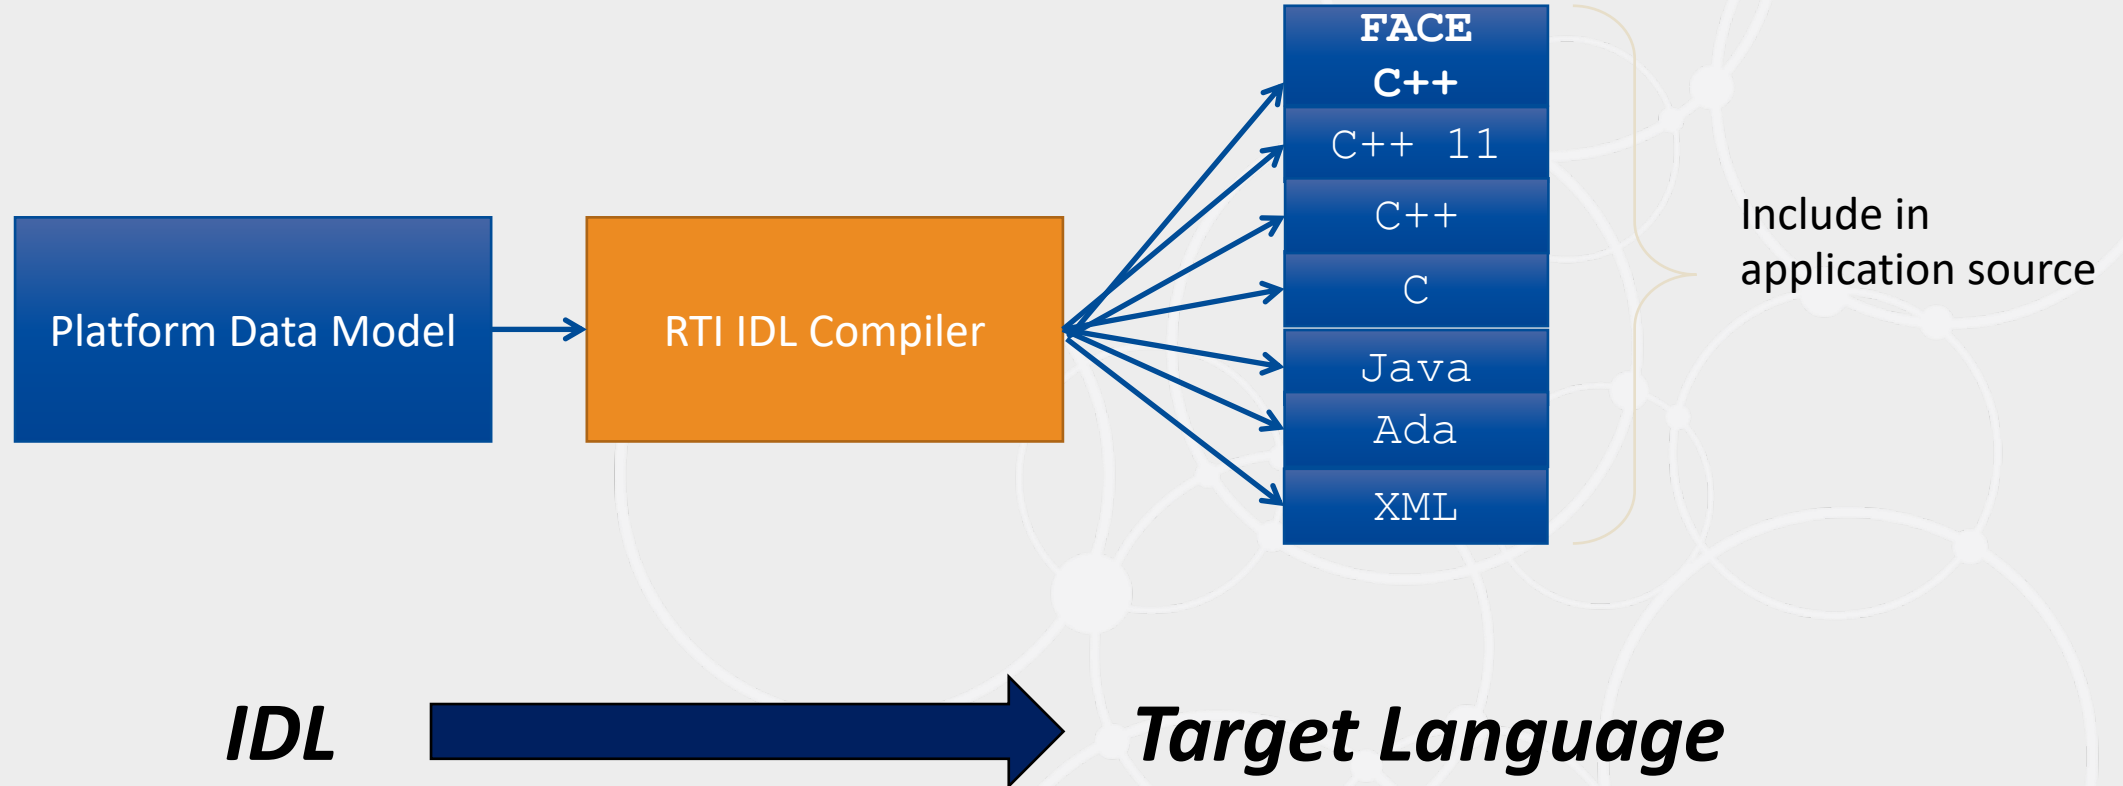 FACE
C++
C++ 11
C++
C
Java
Ada
XML
Platform Data Model
RTI IDL Compiler
Include in
application source
IDL
Target Language